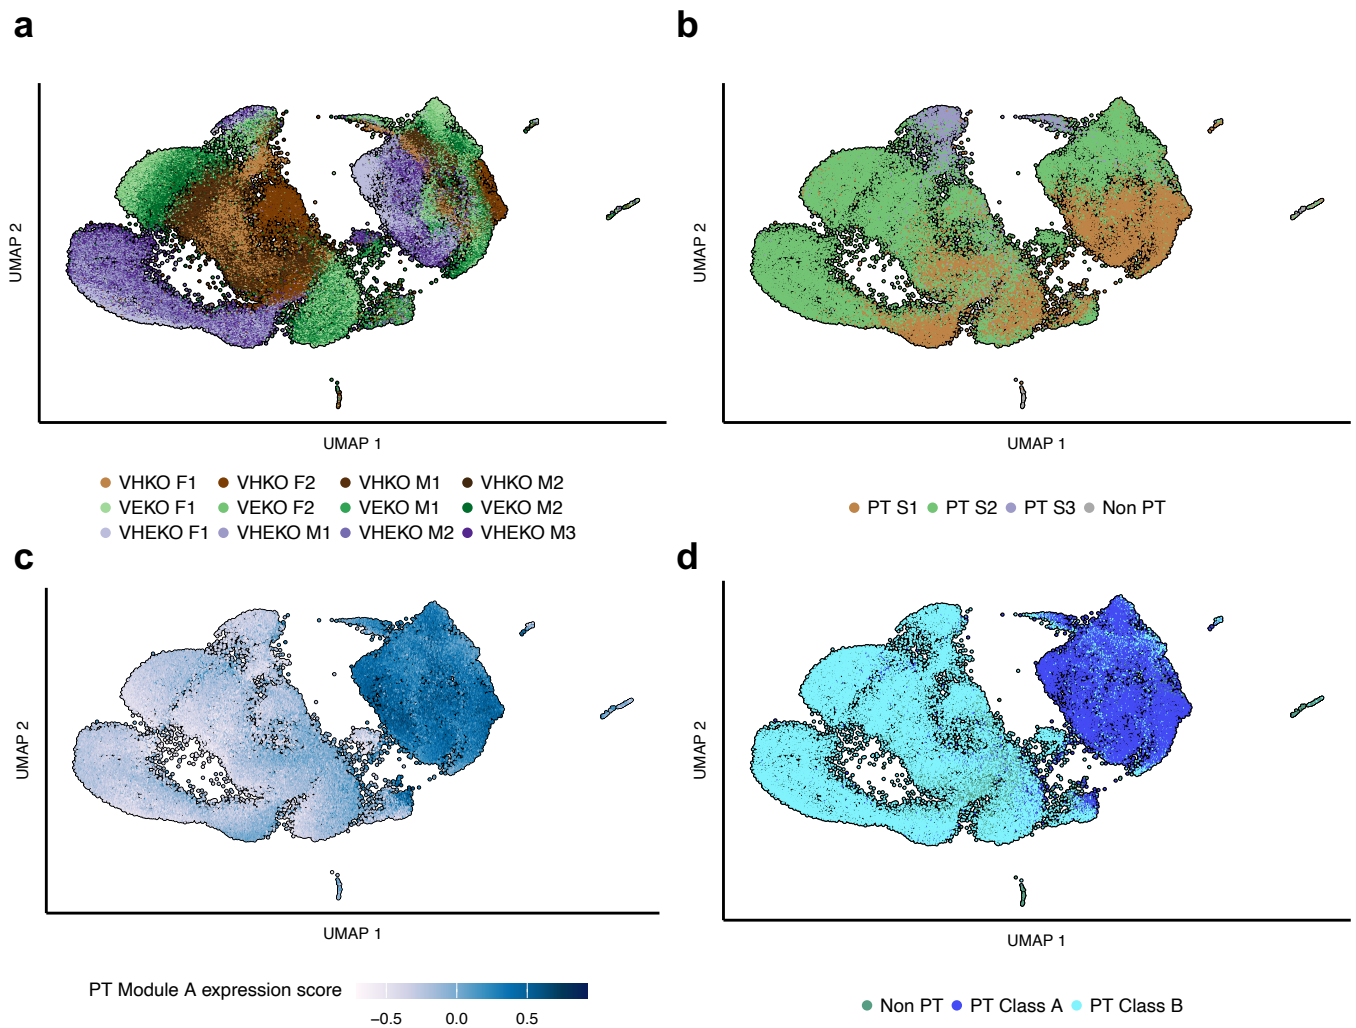 a
b
UMAP 2
UMAP 1
VHKO F1 VHKO F2 VHKO M1 VHKO M2
VEKO F1 VEKO F2 VEKO M1 VEKO M2
VHEKO F1 VHEKO M1 VHEKO M2 VHEKO M3
UMAP 2
UMAP 1
PT S1 PT S2 PT S3 Non PT
c
d
UMAP 2
UMAP 1
PT Module A expression score
−0.5 0.0 0.5
UMAP 2
UMAP 1
Non PT PT Class A PT Class B